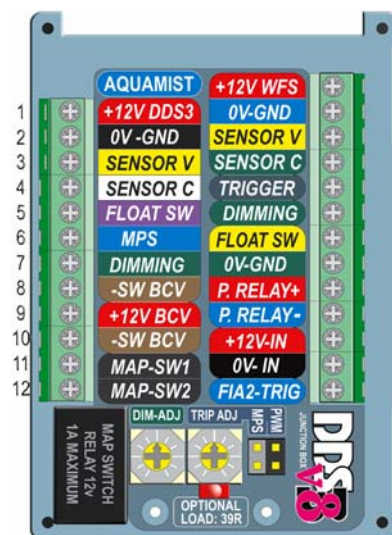 AQUAMIST
1 +12V DDS3
2 0V -GND
3 SENSOR V
4 SENSOR C
5 FLOAT SW
6 MPS
7 DIMMING
8 -SW BCV
9 +12V BCV
10 -SW BCV
11 MAP-SW1
12 MAP-SW2
+12V WFS
0V-GND
SENSOR V
SENSOR C
TRIGGER
DIMMING
FLOAT SW
0V-GND
P. RELAY+
P. RELAY-
+12V-IN
0V- IN
FIA2-TRIG
MAP SWITCH
RELAY 12v
1A MAXIMUM
DIM-ADJ
TRIP ADJ
MPS
PWM
OPTIONAL
LOAD: 39R
JUNCTION BOX
DDS
8A